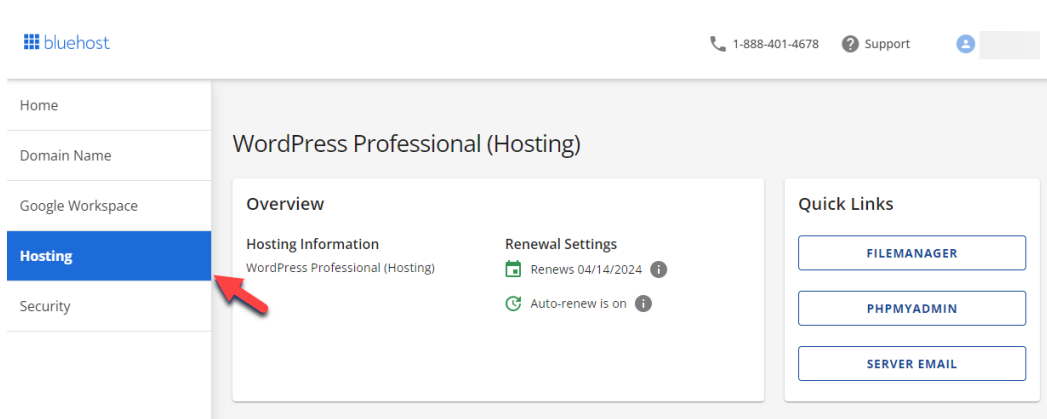 bluehost
1-888-401-4678
Support
Home
Domain Name
Google Workspace
Hosting
Security
WordPress Professional (Hosting)
Overview
Hosting Information
WordPress Professional (Hosting)
Renewal Settings
Renews 04/14/2024
Auto-renew is on
Quick Links
FILEMANAGER
PHPMYADMIN
SERVER EMAIL